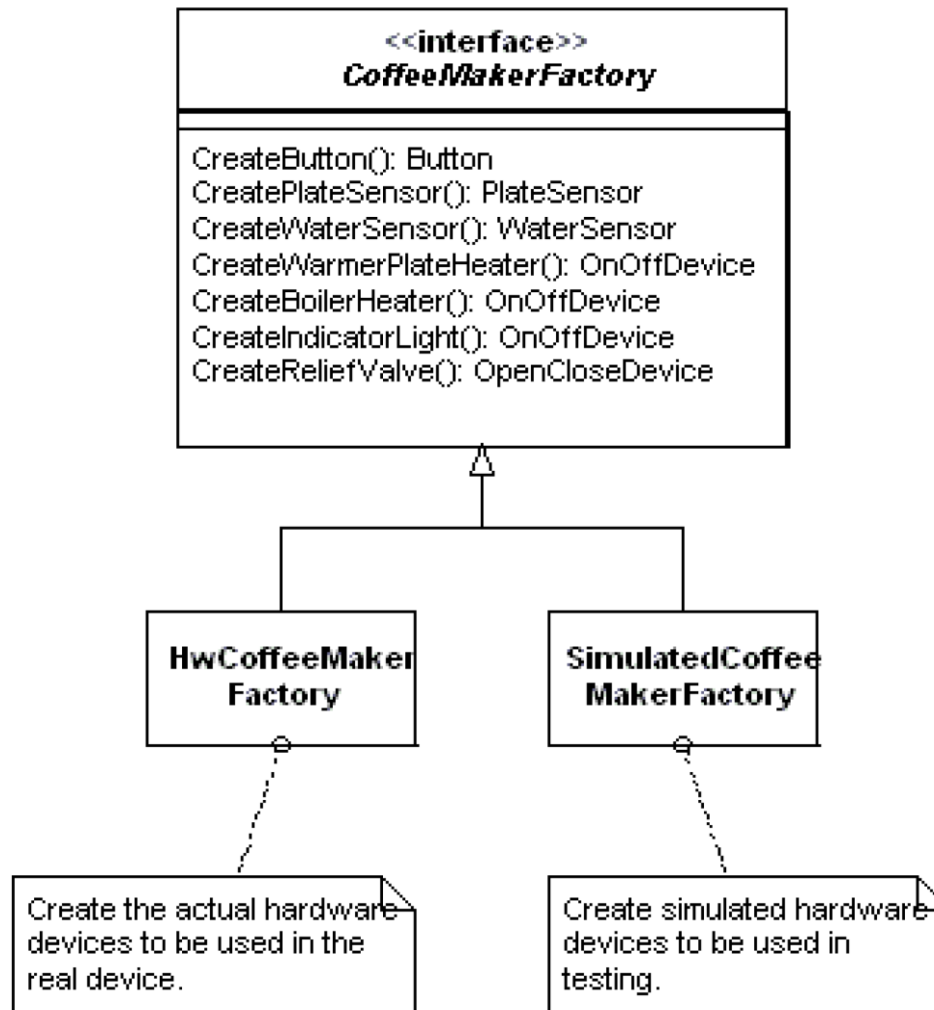 <<interface>>
CoffeeMakerFactory
CreateButton(): Button
CreatePlateSensor(): PlateSensor
CreateWaterSensor(): WaterSensor
CreateWarmerPlateHeater(): OnOffDevice
CreateBoilerHeater(): OnOffDevice
CreateIndicatorLight(): OnOffDevice
CreateReliefValve(): OpenCloseDevice
HwCoffeeMaker
Factory
SimulatedCoffee
MakerFactory
Create the actual hardware
devices to be used in the
real device.
Create simulated hardware
devices to be used in
testing.